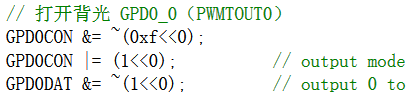 // 打开背光 GPD0_0（PWMTOUT0）
GPD0CON &= ~(0xf<<0);
GPD0CON |= (1<<0); // output mode
GPD0DAT &= ~(1<<0); // output 0 to